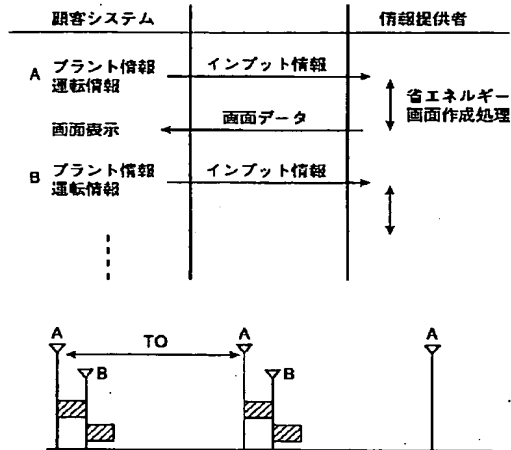 顧客システム
情報提供者
A プラント情報
運転情報
インプット情報
省エネルギー
画面作成処理
画面データ
画面表示
B プラント情報
運転情報
インプット情報
A
TO
A
A
B
B